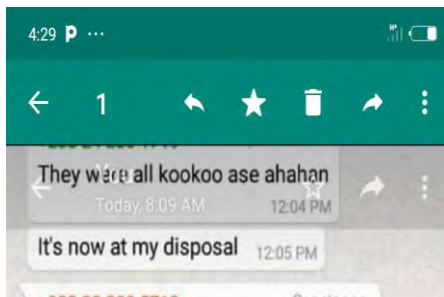 4:29 P ...
1
They were all kookoo ase ahahan
You
Today, 8:09 AM
12:04 PM
It's now at my disposal 12:05 PM